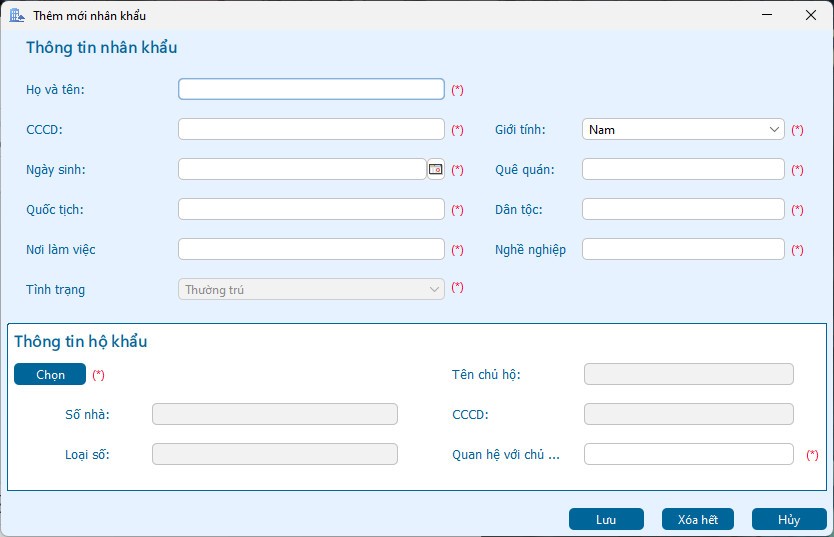 Thêm mới nhân khẩu
Thông tin nhân khẩu
Họ và tên: (*)
CCCD: (*) Giới tính: Nam (*)
Ngày sinh: (*) Quê quán: (*)
Quốc tịch: (*) Dân tộc: (*)
Nơi làm việc (*) Nghề nghiệp (*)
Tình trạng Thường trú (*)
Thông tin hộ khẩu
Chọn (*) Tên chủ hộ:
Số nhà: CCCD:
Loại số: Quan hệ với chủ ... (*)
Lưu Xóa hết Hủy